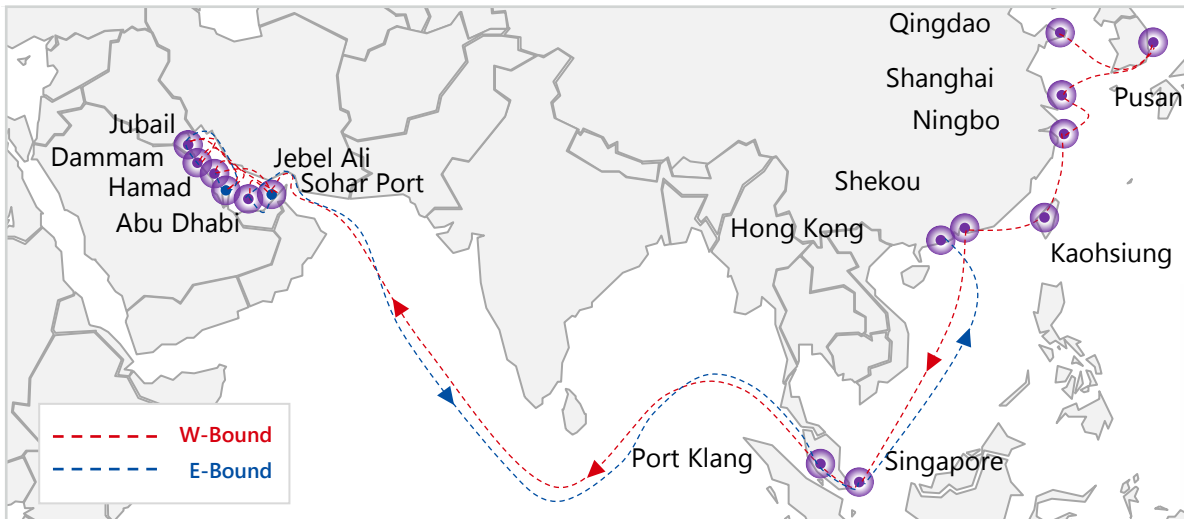 Qingdao
Shanghai
Pusan
Ningbo
Jubail
Dammam
Jebel Ali
Hamad
Sohar Port
Shekou
Abu Dhabi
Hong Kong
Kaohsiung
W-Bound
E-Bound
Port Klang
Singapore